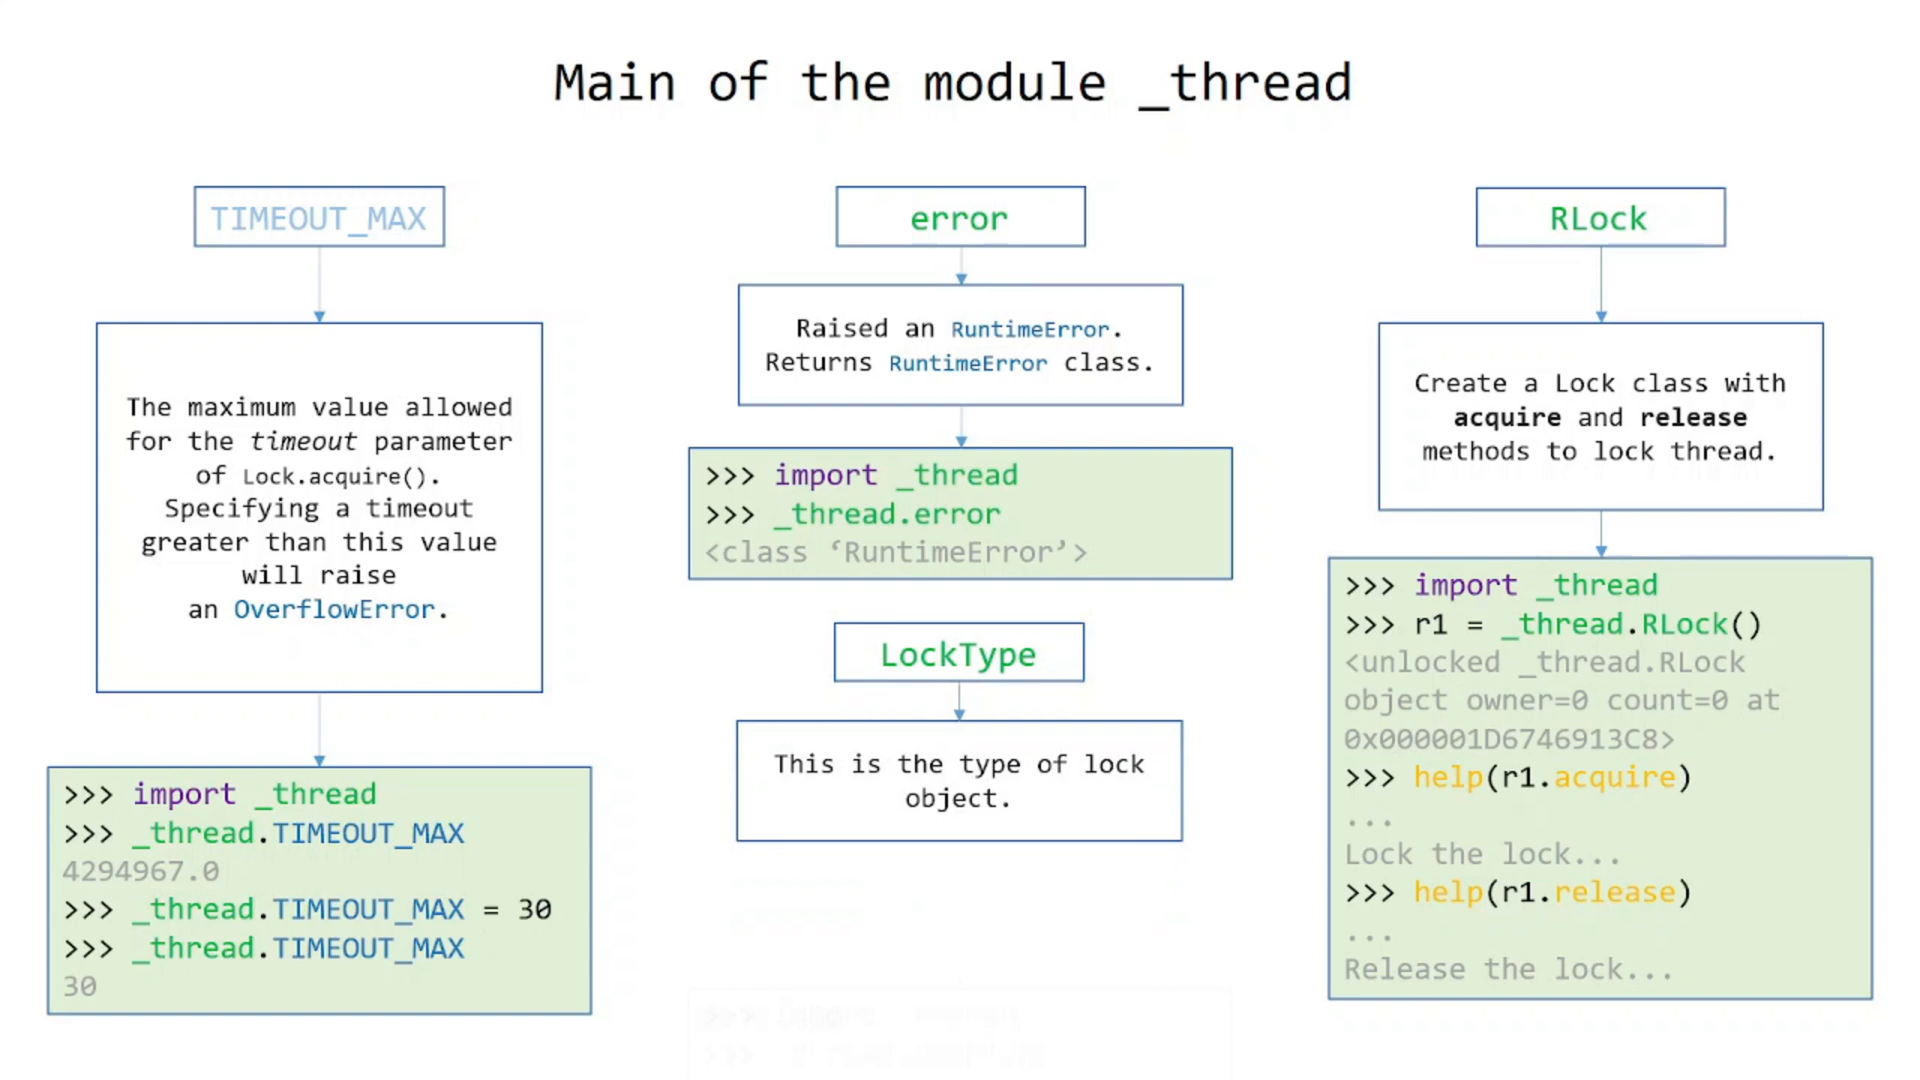 Main of the module _thread
TIMEOUT_MAX
The maximum value allowed
for the timeout parameter
of Lock.acquire().
Specifying a timeout
greater than this value
will raise
an OverflowError.
>>> import _thread
>>> _thread.TIMEOUT_MAX
4294967.0
>>> _thread.TIMEOUT_MAX = 30
>>> _thread.TIMEOUT_MAX
30
error
Raised an RuntimeError.
Returns RuntimeError class.
>>> import _thread
>>> _thread.error
<class ‘RuntimeError’>
LockType
This is the type of lock
object.
RLock
Create a Lock class with
acquire and release
methods to lock thread.
>>> import _thread
>>> r1 = _thread.RLock()
<unlocked _thread.RLock
object owner=0 count=0 at
0x000001D6746913C8>
>>> help(r1.acquire)
...
Lock the lock...
>>> help(r1.release)
...
Release the lock...